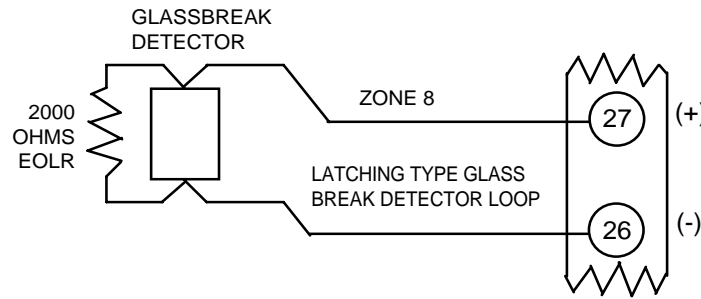 GLASSBREAK
DETECTOR
2000
OHMS
EOLR
ZONE 8
27
(+)
LATCHING TYPE GLASS
BREAK DETECTOR LOOP
26
(-)